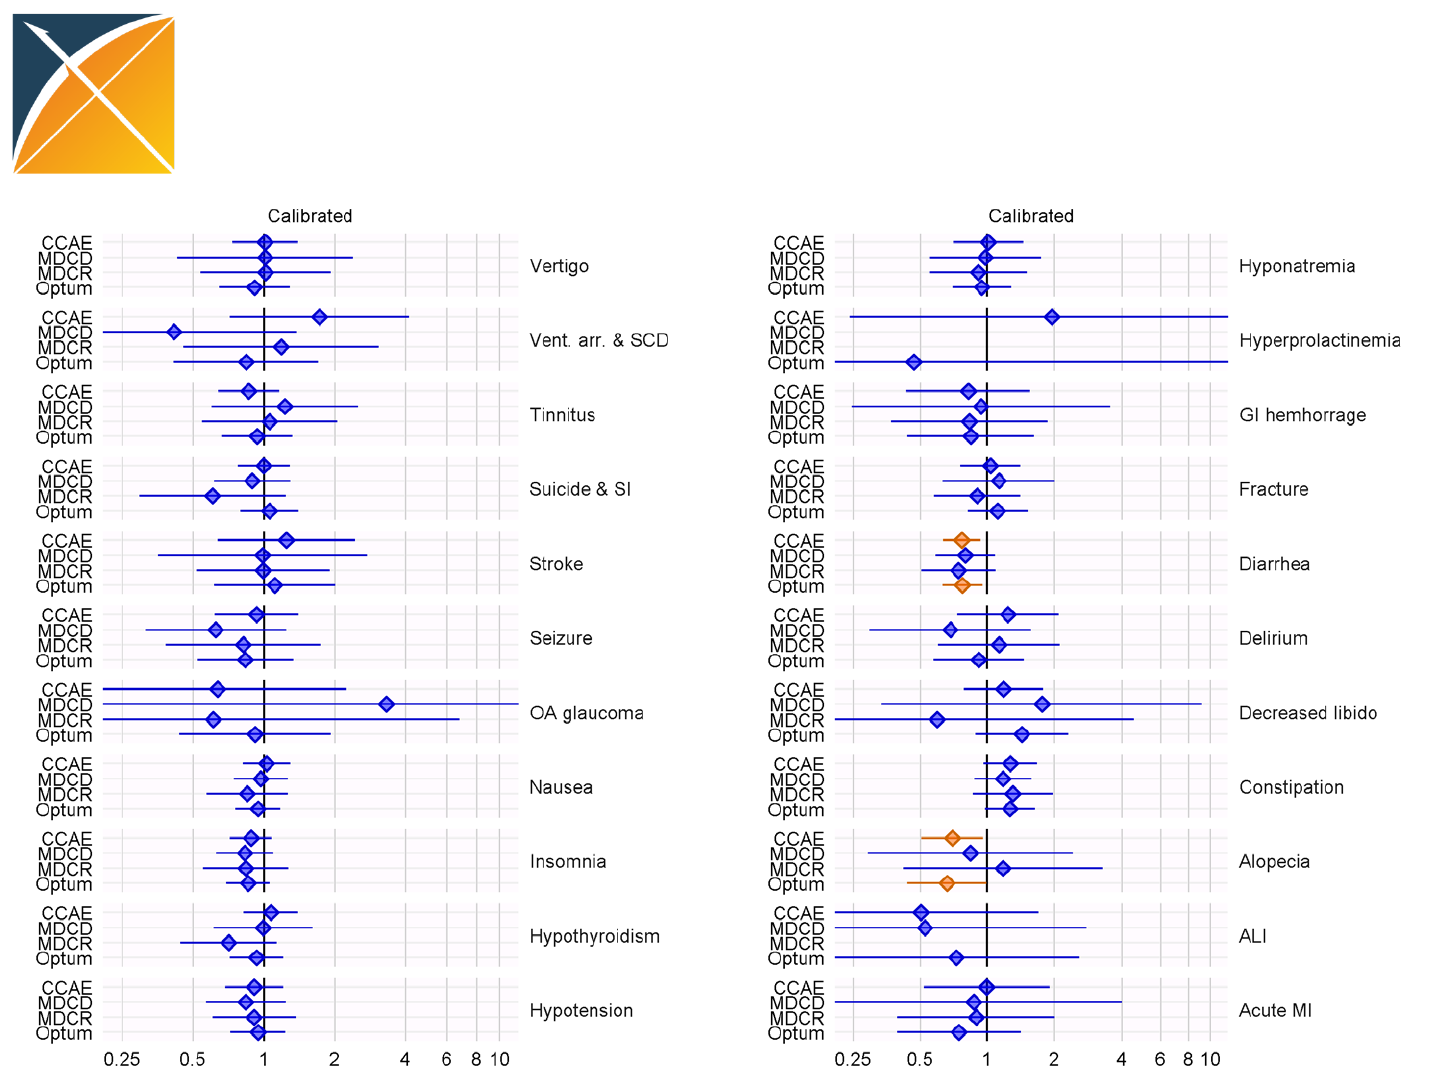 Calibrated
CCAE
MDCD
MDCR
Optum
Vertigo
CCAE
MDCD
MDCR
Optum
Vent. arr. & SCD
CCAE
MDCD
MDCR
Optum
Tinnitus
CCAE
MDCD
MDCR
Optum
Suicide & SI
CCAE
MDCD
MDCR
Optum
Stroke
CCAE
MDCD
MDCR
Optum
Seizure
CCAE
MDCD
MDCR
Optum
OA glaucoma
CCAE
MDCD
MDCR
Optum
Nausea
CCAE
MDCD
MDCR
Optum
Insomnia
CCAE
MDCD
MDCR
Optum
Hypothyroidism
CCAE
MDCD
MDCR
Optum
Hypotension
0.25 0.5 1 2 4 6 8 10
Calibrated
CCAE
MDCD
MDCR
Optum
Hyponatremia
CCAE
MDCD
MDCR
Optum
Hyperprolactinemia
CCAE
MDCD
MDCR
Optum
GI hemhorrage
CCAE
MDCD
MDCR
Optum
Fracture
CCAE
MDCD
MDCR
Optum
Diarrhea
CCAE
MDCD
MDCR
Optum
Delirium
CCAE
MDCD
MDCR
Optum
Decreased libido
CCAE
MDCD
MDCR
Optum
Constipation
CCAE
MDCD
MDCR
Optum
Alopecia
CCAE
MDCD
MDCR
Optum
ALI
CCAE
MDCD
MDCR
Optum
Acute MI
0.25 0.5 1 2 4 6 8 10